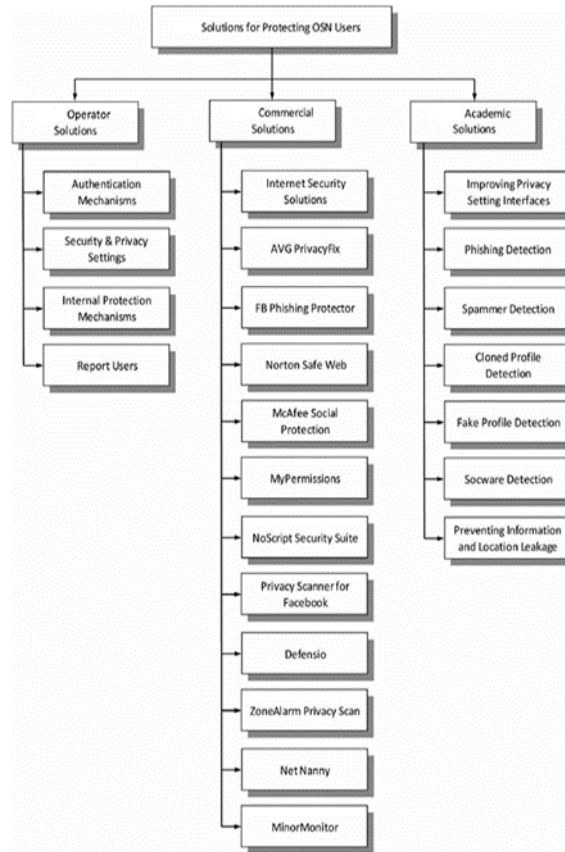 Solutions for Protecting OSN Users
Operator
Solutions
Authentication
Mechanisms
Security & Privacy
Settings
Internal Protection
Mechanisms
Report Users
Commercial
Solutions
Internet Security
Solutions
AVG PrivacyFix
FB Phishing Protector
Norton Safe Web
McAfee Social
Protection
MyPermissions
NoScript Security Suite
Privacy Scanner for
Facebook
Defensio
ZoneAlarm Privacy Scan
Net Nanny
MinorMonitor
Academic
Solutions
Improving Privacy
Setting Interfaces
Phishing Detection
Spammer Detection
Cloned Profile
Detection
Fake Profile Detection
Socware Detection
Preventing Information
and Location Leakage